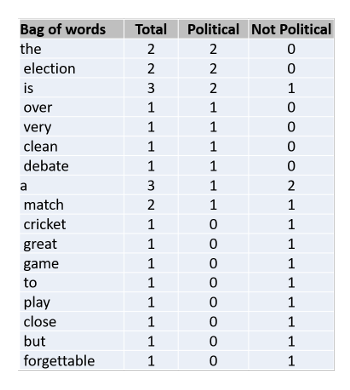 Bag of words Total Political Not Political
the 2 2 0
election 2 2 0
is 3 2 1
over 1 1 0
very 1 1 0
clean 1 1 0
debate 1 1 0
a 3 1 2
match 2 1 1
cricket 1 0 1
great 1 0 1
game 1 0 1
to 1 0 1
play 1 0 1
close 1 0 1
but 1 0 1
forgettable 1 0 1